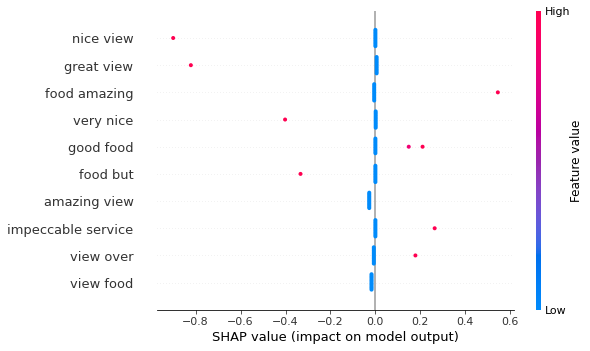 High
nice view
great view
food amazing
very nice
good food
food but
amazing view
impeccable service
view over
view food
Feature value
Low
−0.8 −0.6 −0.4 −0.2 0.0 0.2 0.4 0.6
SHAP value (impact on model output)